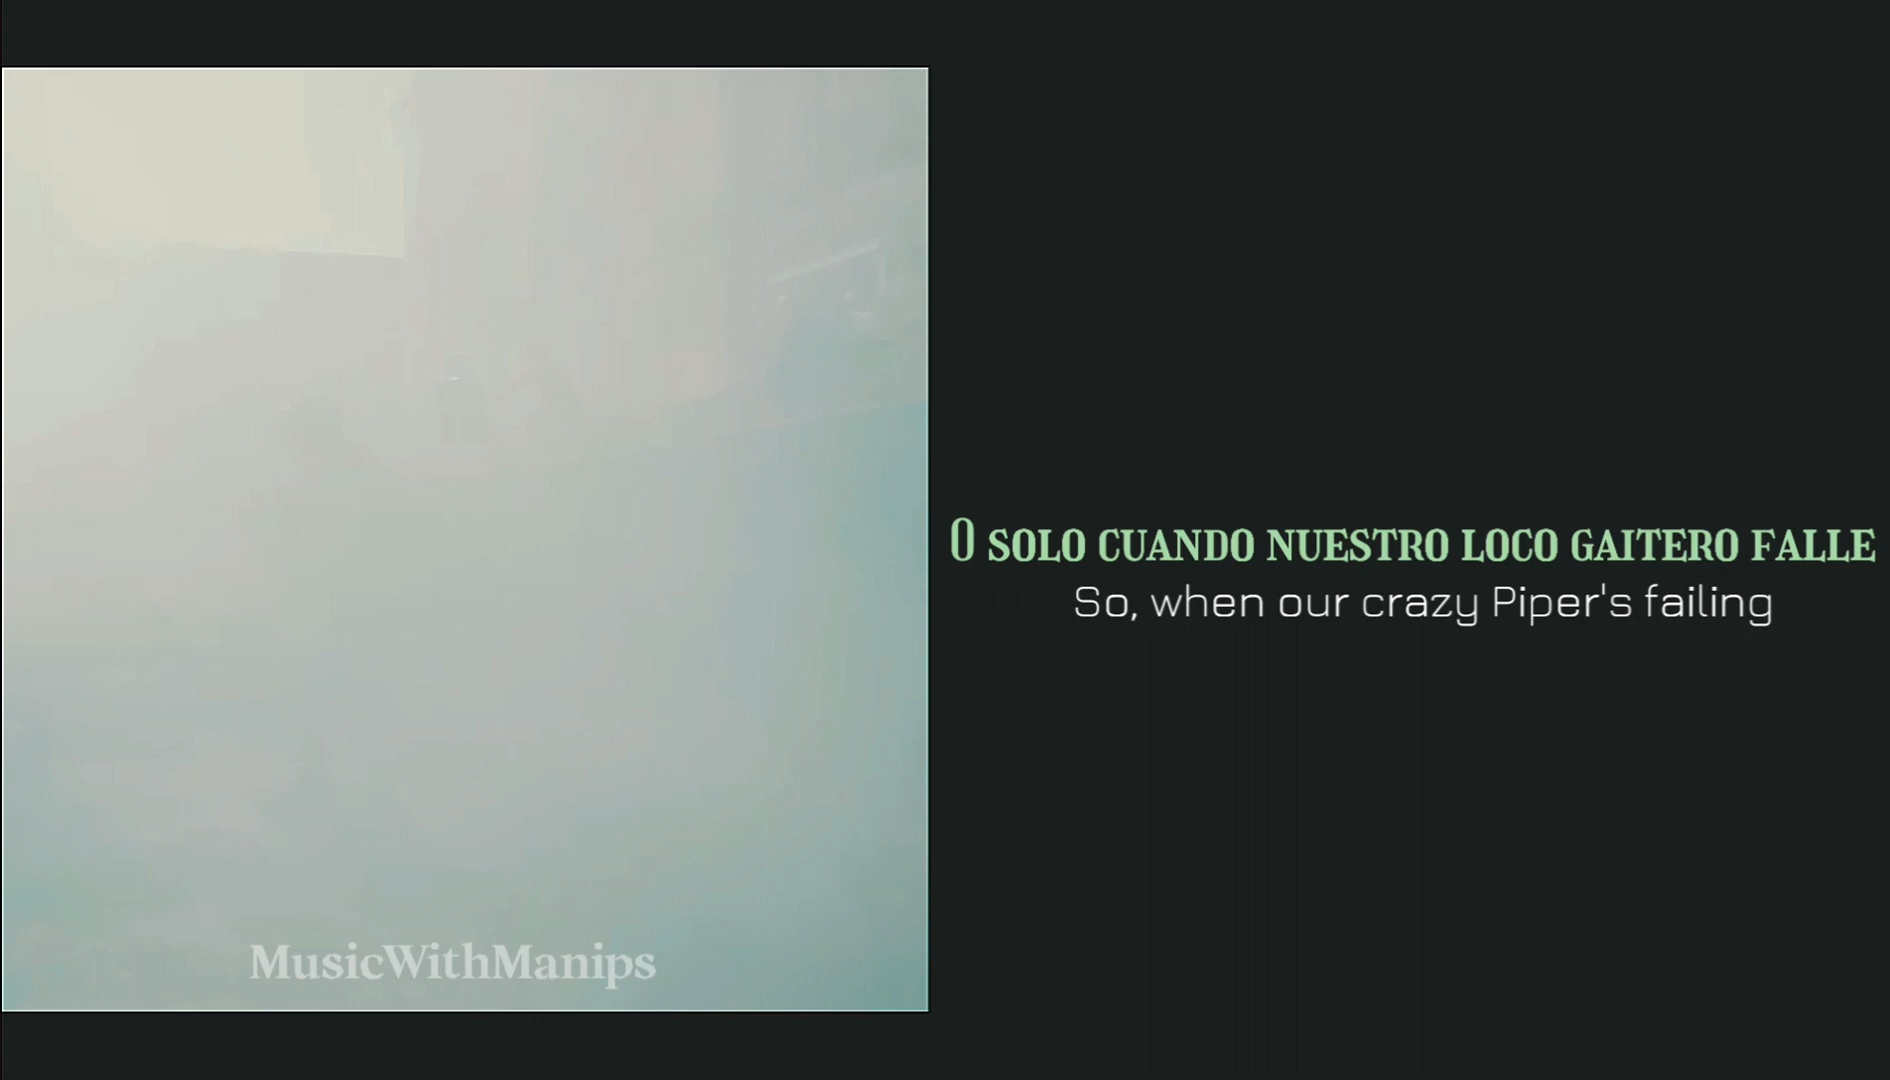 O SOLO CUANDO NUESTRO LOCO GAITERO FALLE
So, when our crazy Piper's failing
MusicWithManips